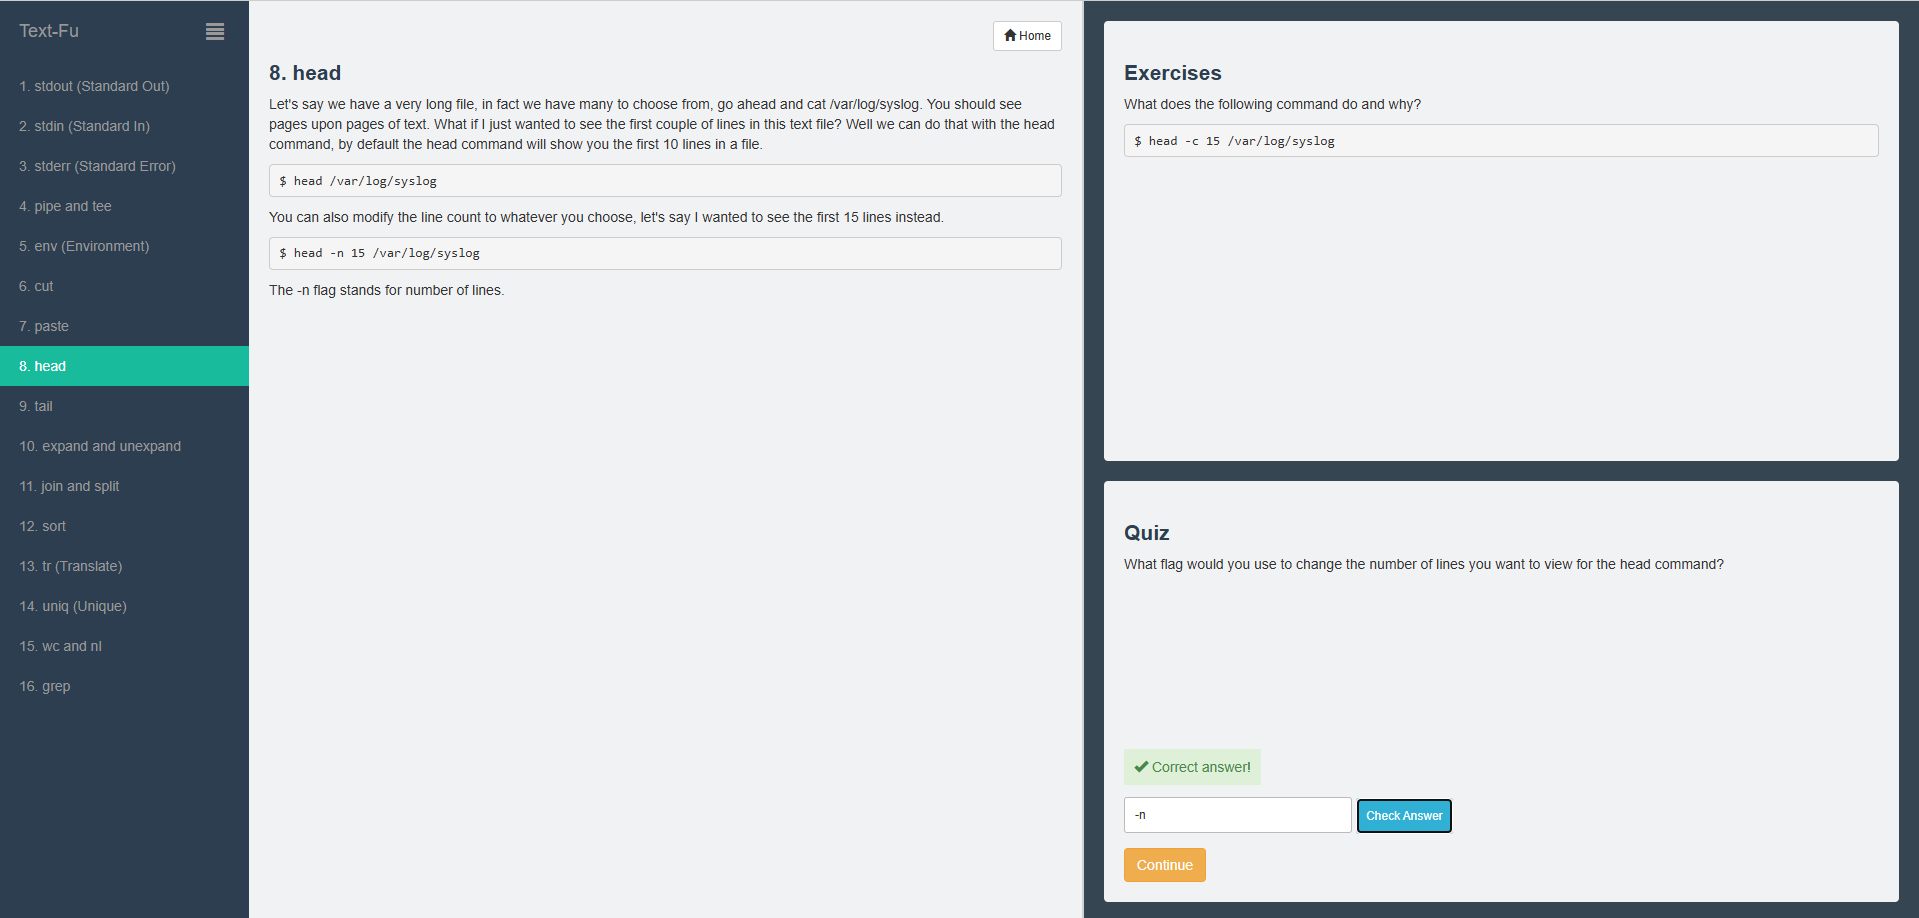 Text-Fu
1. stdout (Standard Out)
2. stdin (Standard In)
3. stderr (Standard Error)
4. pipe and tee
5. env (Environment)
6. cut
7. paste
8. head
9. tail
10. expand and unexpand
11. join and split
12. sort
13. tr (Translate)
14. uniq (Unique)
15. wc and nl
16. grep
Home
8. head
Let's say we have a very long file, in fact we have many to choose from, go ahead and cat /var/log/syslog. You should see
pages upon pages of text. What if I just wanted to see the first couple of lines in this text file? Well we can do that with the head
command, by default the head command will show you the first 10 lines in a file.
$ head /var/log/syslog
You can also modify the line count to whatever you choose, let's say I wanted to see the first 15 lines instead.
$ head -n 15 /var/log/syslog
The -n flag stands for number of lines.
Exercises
What does the following command do and why?
$ head -c 15 /var/log/syslog
Quiz
What flag would you use to change the number of lines you want to view for the head command?
Correct answer!
-n
Check Answer
Continue